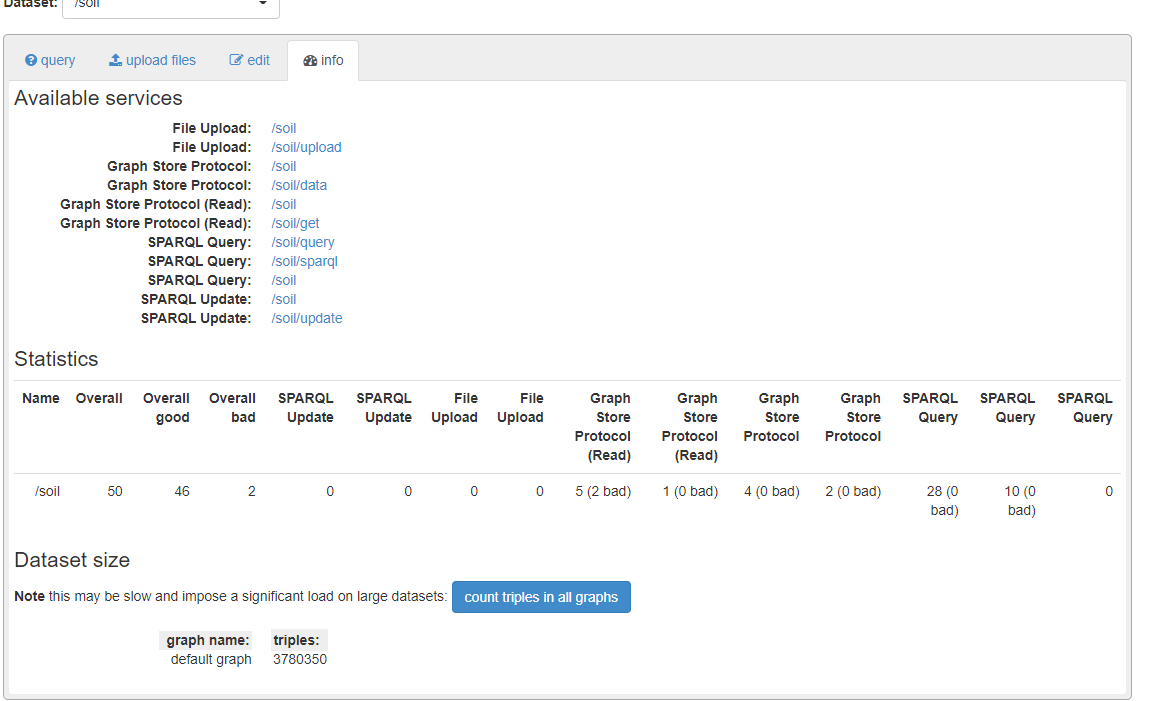 Dataset: /soil
query upload files edit info
Available services
File Upload: /soil
File Upload: /soil/upload
Graph Store Protocol: /soil
Graph Store Protocol: /soil/data
Graph Store Protocol (Read): /soil
Graph Store Protocol (Read): /soil/get
SPARQL Query: /soil/query
SPARQL Query: /soil/sparql
SPARQL Query: /soil
SPARQL Update: /soil
SPARQL Update: /soil/update
Statistics
Name Overall Overall Overall SPARQL SPARQL File File Graph Graph Graph Graph SPARQL SPARQL SPARQL
good bad Update Update Upload Upload Store Store Store Store Query Query Query
Protocol Protocol Protocol Protocol
(Read) (Read)
/soil 50 46 2 0 0 0 0 5 (2 bad) 1 (0 bad) 4 (0 bad) 2 (0 bad) 28 (0 10 (0 0
bad) bad)
Dataset size
Note this may be slow and impose a significant load on large datasets: count triples in all graphs
graph name: triples:
default graph 3780350